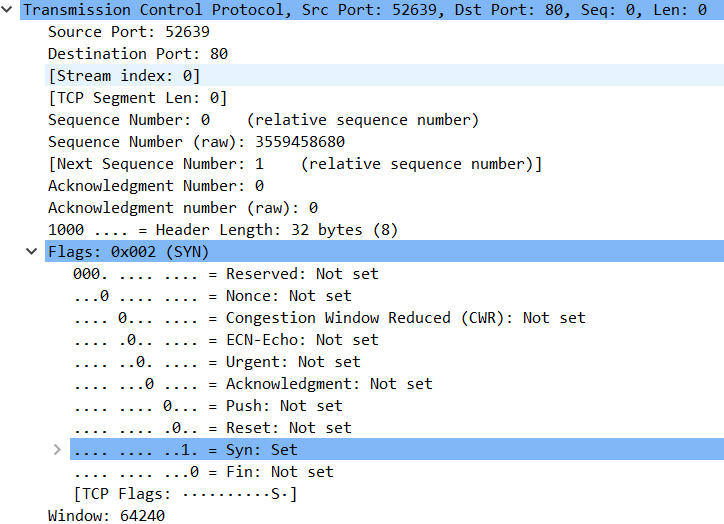 Transmission Control Protocol, Src Port: 52639, Dst Port: 80, Seq: 0, Len: 0
Source Port: 52639
Destination Port: 80
[Stream index: 0]
[TCP Segment Len: 0]
Sequence Number: 0    (relative sequence number)
Sequence Number (raw): 3559458680
[Next Sequence Number: 1    (relative sequence number)]
Acknowledgment Number: 0
Acknowledgment number (raw): 0
1000 .... = Header Length: 32 bytes (8)
Flags: 0x002 (SYN)
000. .... .... = Reserved: Not set
...0 .... .... = Nonce: Not set
.... 0... .... = Congestion Window Reduced (CWR): Not set
.... .0.. .... = ECN-Echo: Not set
.... ..0. .... = Urgent: Not set
.... ...0 .... = Acknowledgment: Not set
.... .... 0... = Push: Not set
.... .... .0.. = Reset: Not set
.... .... ..1. = Syn: Set
.... .... ...0 = Fin: Not set
[TCP Flags: ··········S·]
Window: 64240